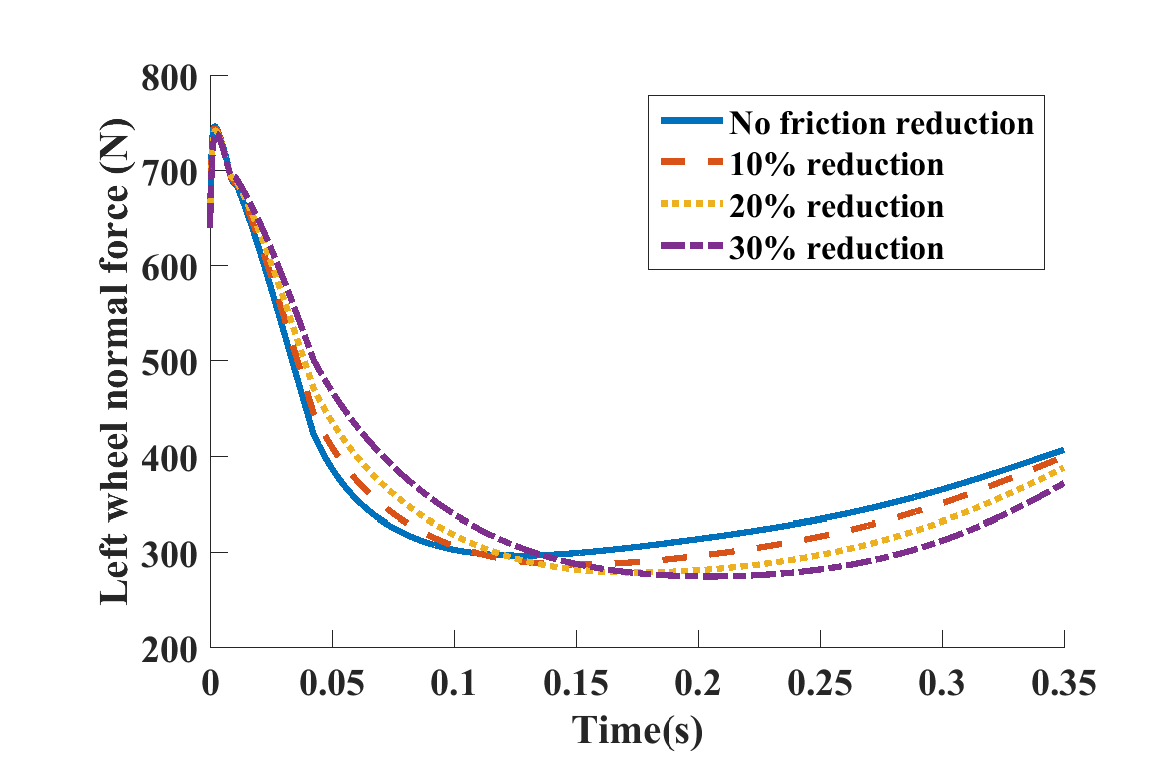 800
700
600
500
400
300
200
Left wheel normal force (N)
No friction reduction
10% reduction
20% reduction
30% reduction
0
0.05
0.1
0.15
0.2
0.25
0.3
0.35
Time(s)